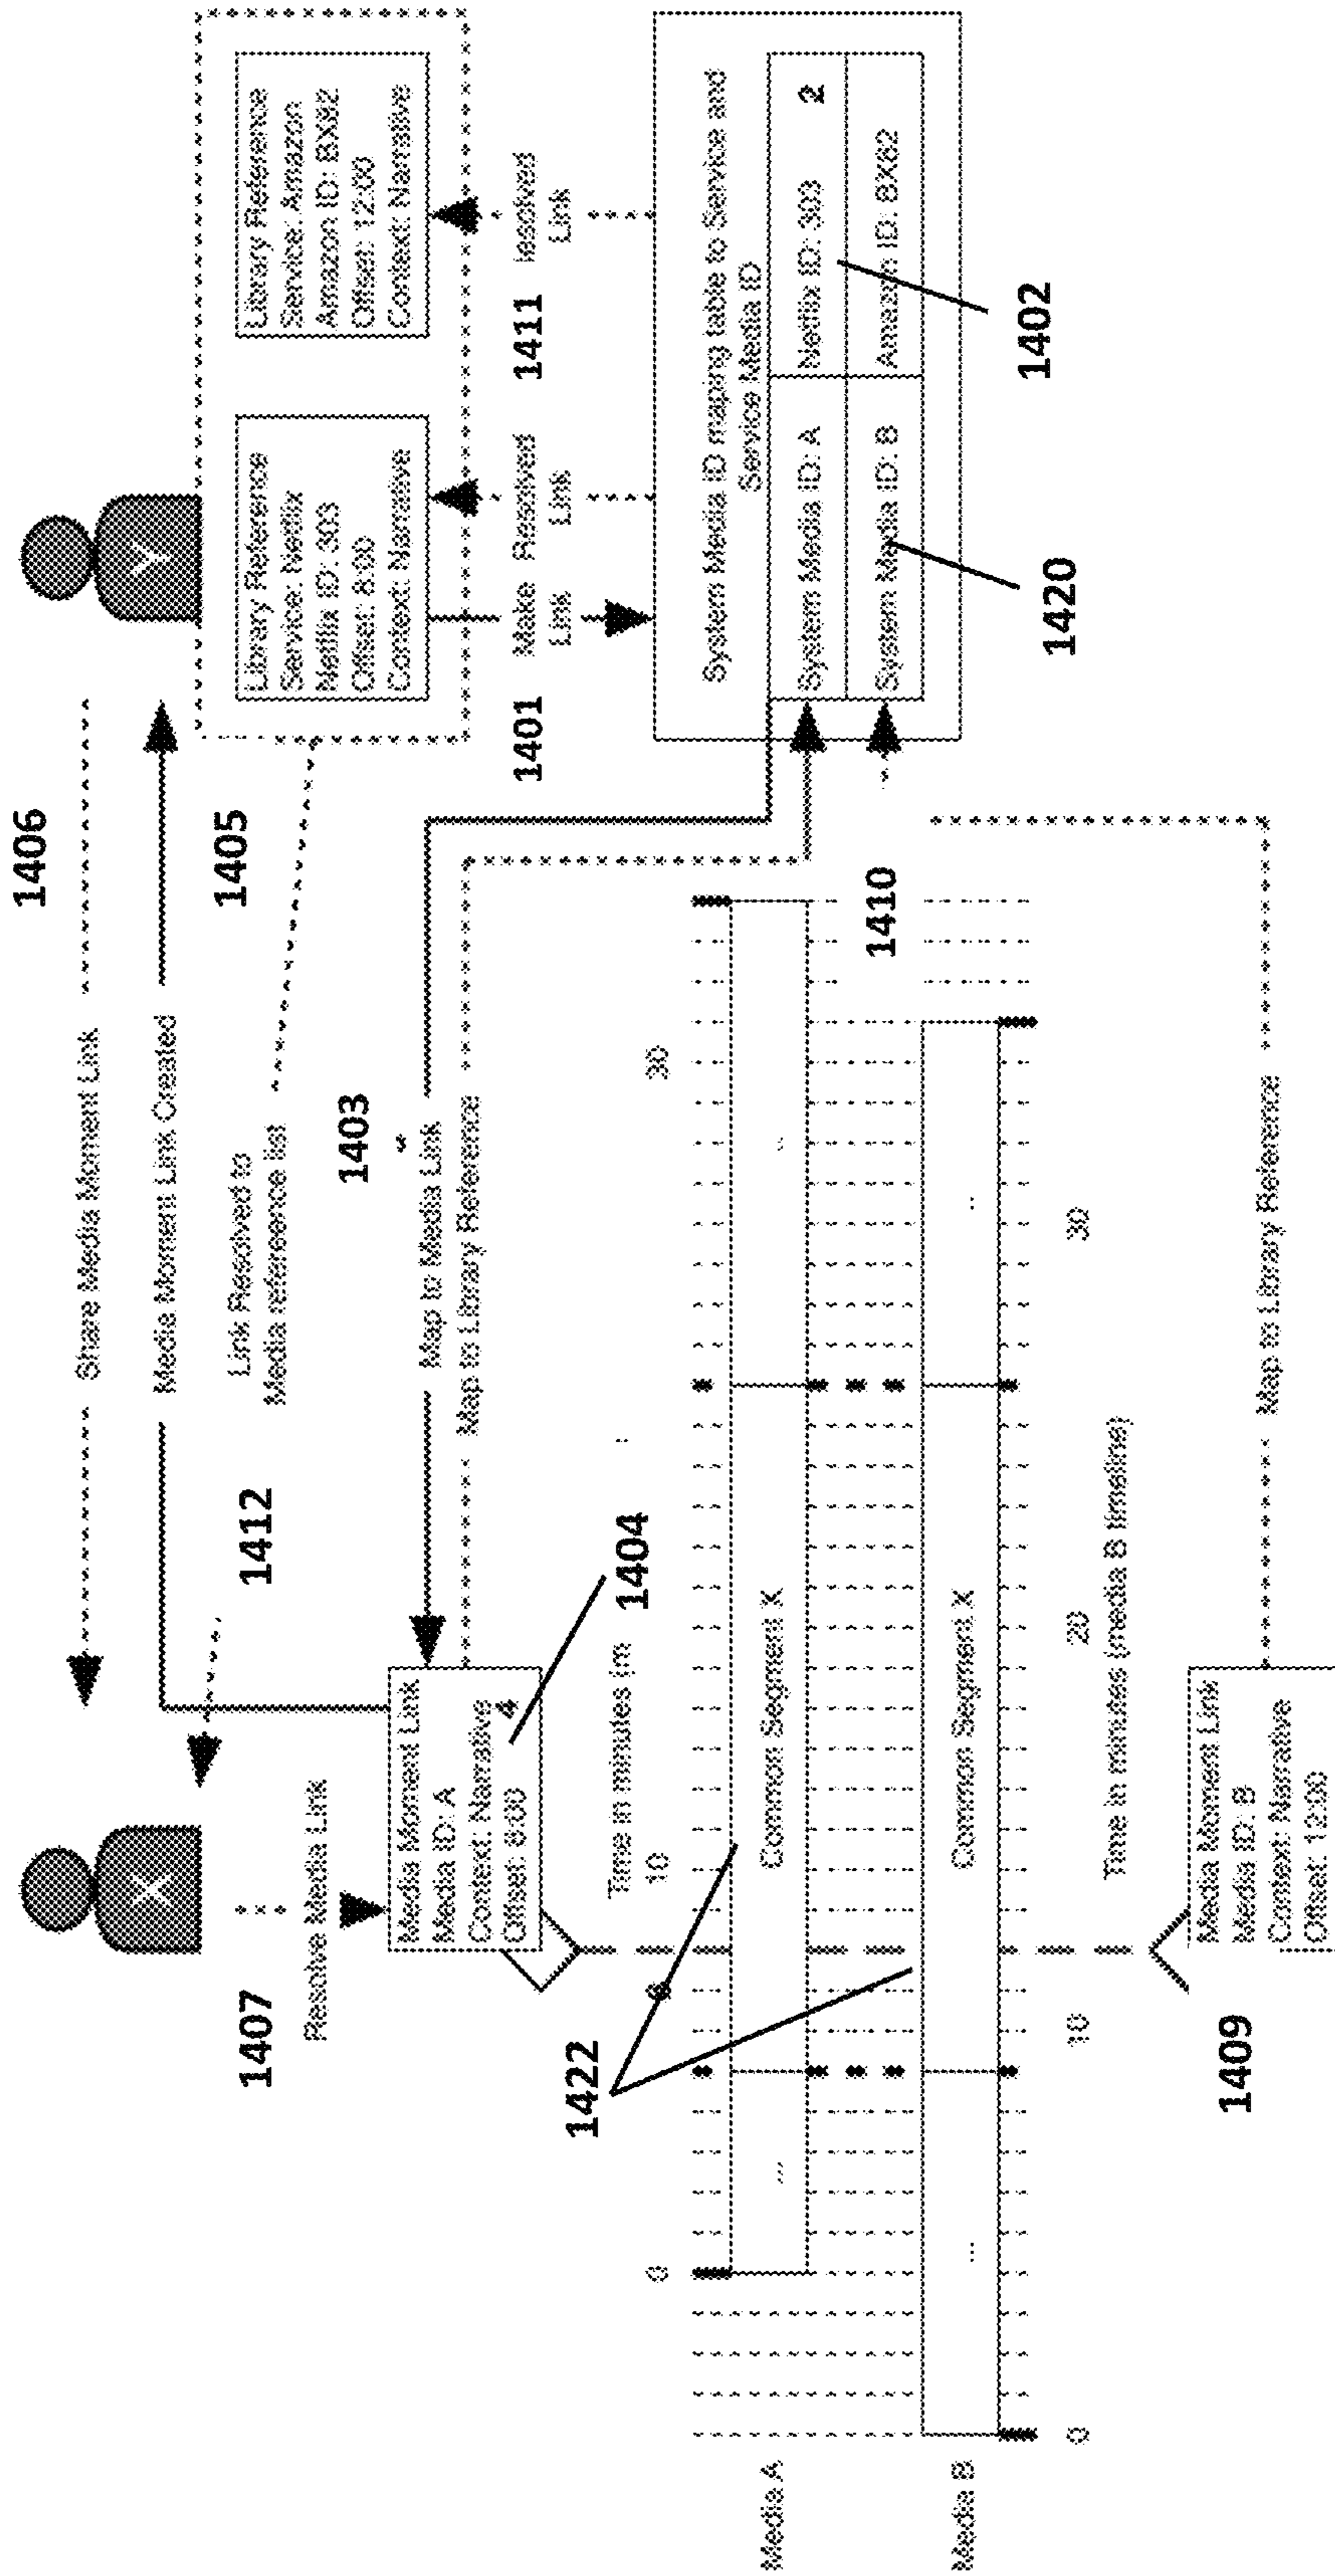 1406
Share Media Moment Link
Media Moment Link Created
X
Y
1405
1412
Link Resolved to
Media refereence list
1407
Resolve Media Link
Library Reference
Service: Netflix
Netflix ID: 303
Offset: 8:00
Context: Narrative
Library Reference
Service: Amazon
Amazon ID: BX62
Offset: 12:00
Context: Narrative
1403
Map to Media Link
Map to Library Reference
Media Moment Link
Media ID: A
Context: Narrative
Offset: 8:00
4
1404
1401
Make
Link
Resolved
Link
1411
lesolved
Link
System Media ID maping table to Service and
Service Media ID
System Media ID: A
Netflix ID: 303
2
System Media ID: B
Amazon ID: BX62
1420
1402
1410
Time in minutes (m
0
10
30
1422
Media A
...
Common Segment X
Media B
...
Common Segment X
...
0
10
20
30
Time in minutes (media B timeline)
1409
Media Moment Link
Media ID: B
Context: Narrative
Offset: 12:00
Map to Library Reference